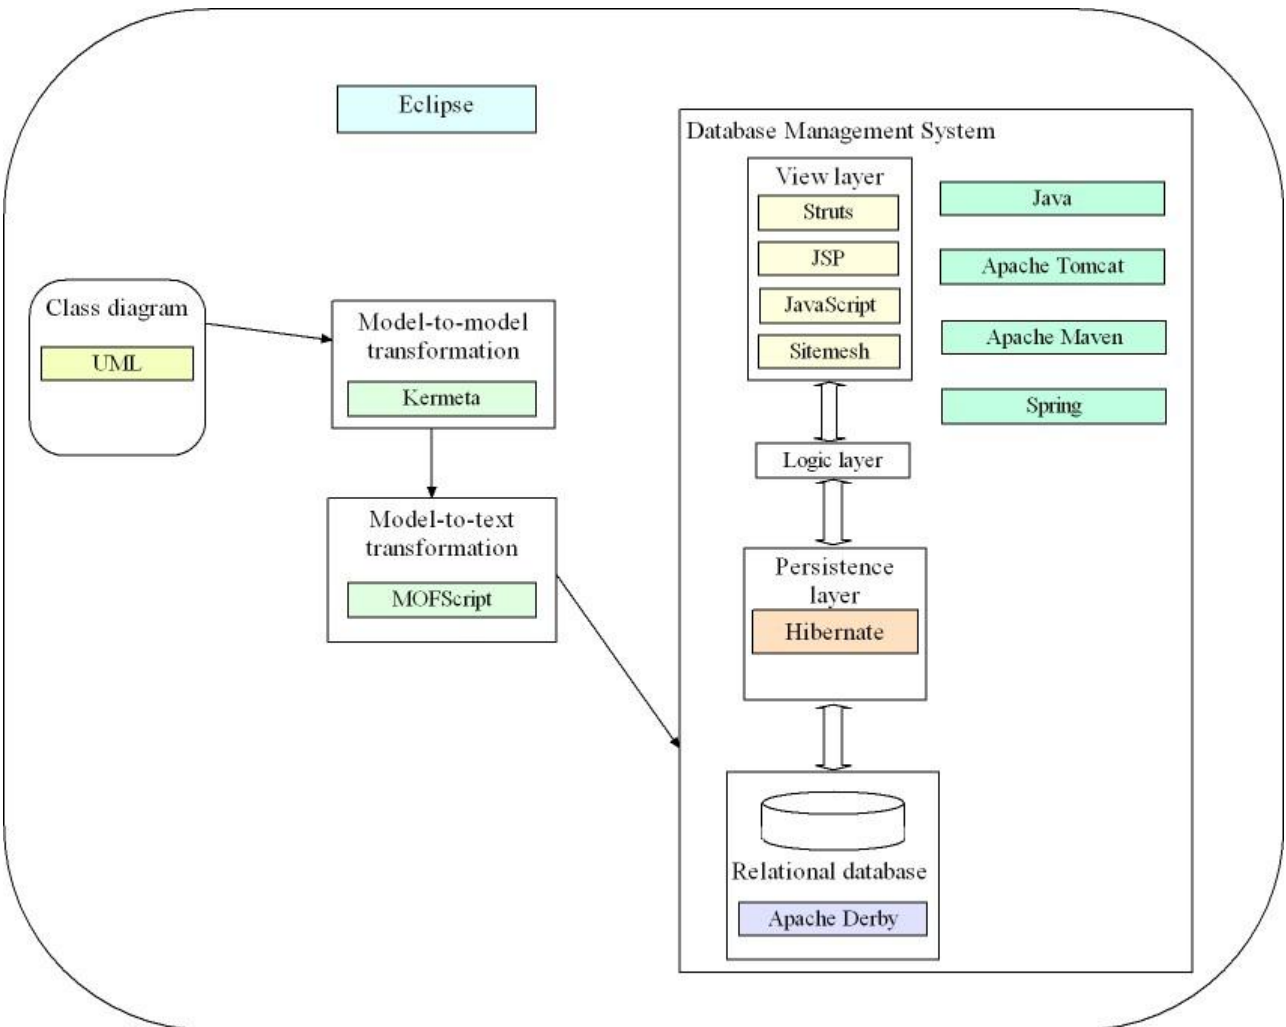 Eclipse
Database Management System
View layer
Struts
JSP
JavaScript
Sitemesh
Java
Apache Tomcat
Apache Maven
Spring
Class diagram
UML
Model-to-model
transformation
Kermeta
Model-to-text
transformation
MOFScript
Logic layer
Persistence
layer
Hibernate
Relational database
Apache Derby